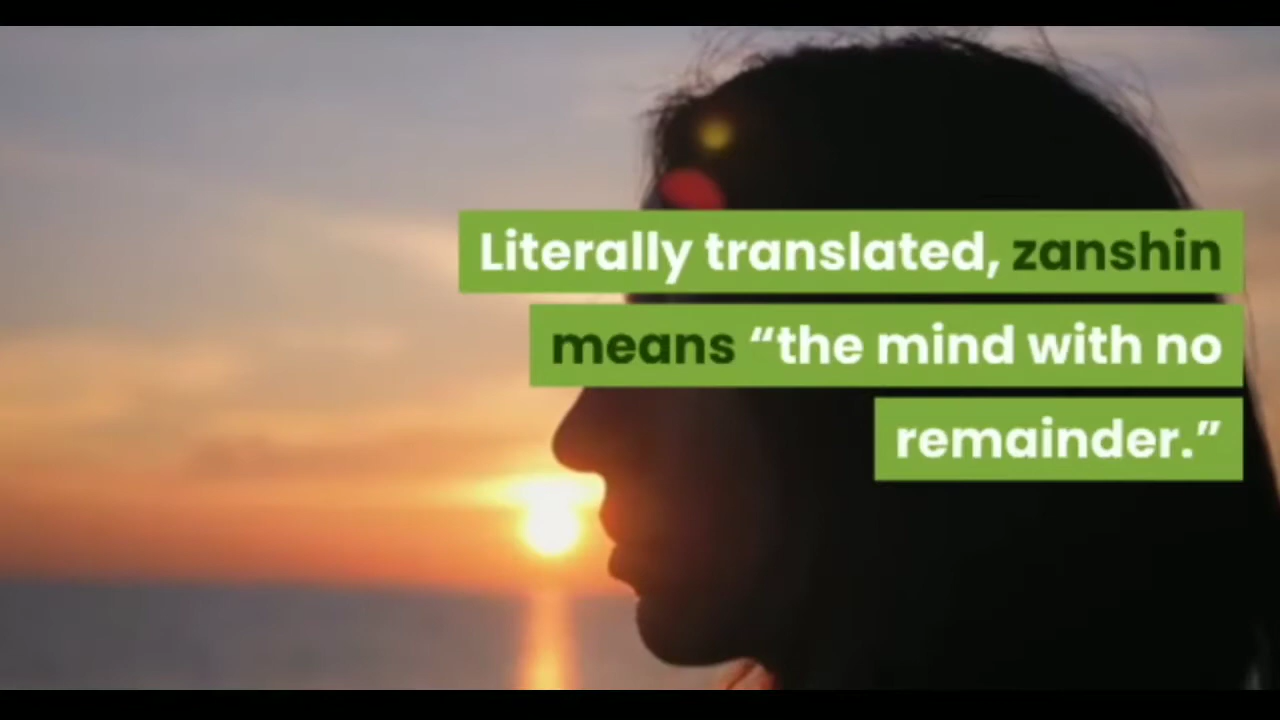 Literally translated, zanshin
means “the mind with no
remainder.”